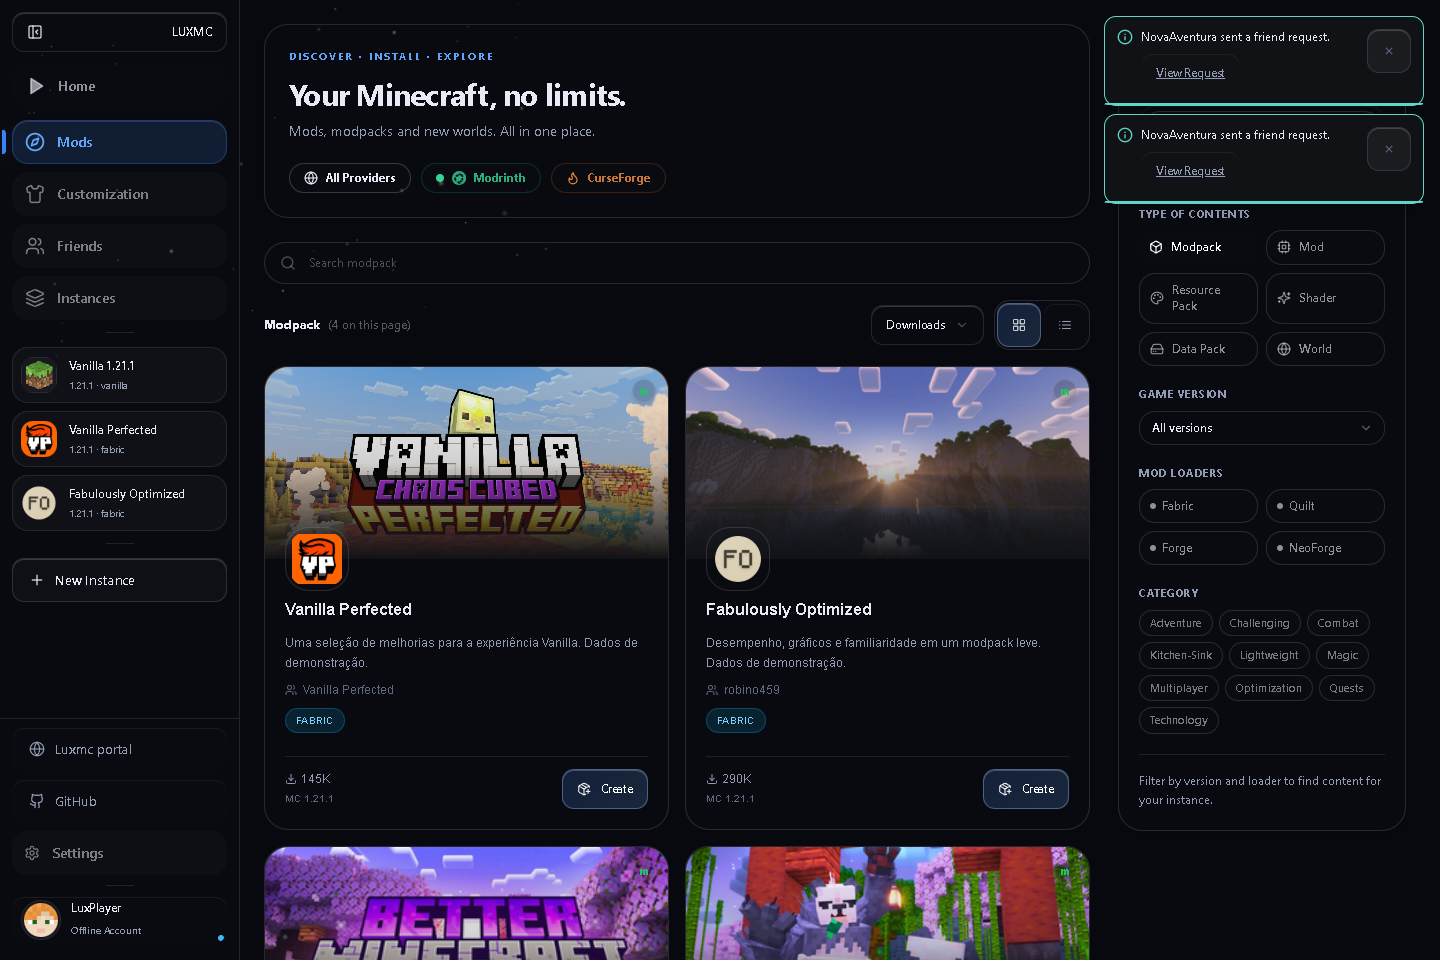 LUXMC
Home
Mods
Customization
Friends
Instances
Vanilla 1.21.1
1.21.1 · vanilla
Vanilla Perfected
1.21.1 · fabric
FO
Fabulously Optimized
1.21.1 · fabric
New Instance
Luxmc portal
GitHub
Settings
LuxPlayer
Offline Account
DISCOVER · INSTALL · EXPLORE
Your Minecraft, no limits.
Mods, modpacks and new worlds. All in one place.
All Providers
Modrinth
CurseForge
Search modpack
Modpack (4 on this page)
Downloads
VANILLA
CHAOS CUBED
PERFECTED
VP
Vanilla Perfected
Uma seleção de melhorias para a experiência Vanilla. Dados de
demonstração.
Vanilla Perfected
FABRIC
145K
MC 1.21.1
Create
m
FO
Fabulously Optimized
Desempenho, gráficos e familiaridade em um modpack leve.
Dados de demonstração.
robino459
FABRIC
290K
MC 1.21.1
Create
m
BETTER
MINECRAFT
m
m
NovaAventura sent a friend request.
View Request
×
NovaAventura sent a friend request.
View Request
×
TYPE OF CONTENTS
Modpack
Mod
Resource
Pack
Shader
Data Pack
World
GAME VERSION
All versions
MOD LOADERS
Fabric
Quilt
Forge
NeoForge
CATEGORY
Adventure
Challenging
Combat
Kitchen-Sink
Lightweight
Magic
Multiplayer
Optimization
Quests
Technology
Filter by version and loader to find content for
your instance.